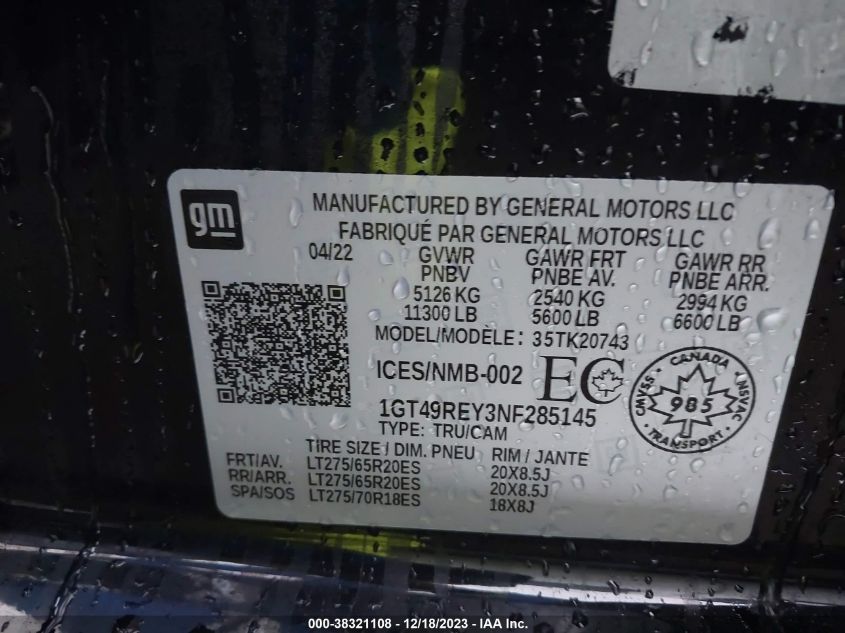 gm
MANUFACTURED BY GENERAL MOTORS LLC
FABRIQUÉ PAR GENERAL MOTORS LLC
04/22 GVWR GAWR FRT GAWR RR
PNBV PNBE AV. PNBE ARR.
5126 KG 2540 KG 2994 KG
11300 LB 5600 LB 6600 LB
MODEL/MODÈLE: 35TK20743
ICES/NMB-002 EC
CANADA
CMVSS 985 NSVAC
TRANSPORT
1GT49REY3NF285145
TYPE: TRU/CAM
TIRE SIZE / DIM. PNEU RIM / JANTE
FRT/AV. LT275/65R20ES 20X8.5J
RR/ARR. LT275/65R20ES 20X8.5J
SPA/SOS LT275/70R18ES 18X8J
000-38321108 - 12/18/2023 - IAA Inc.